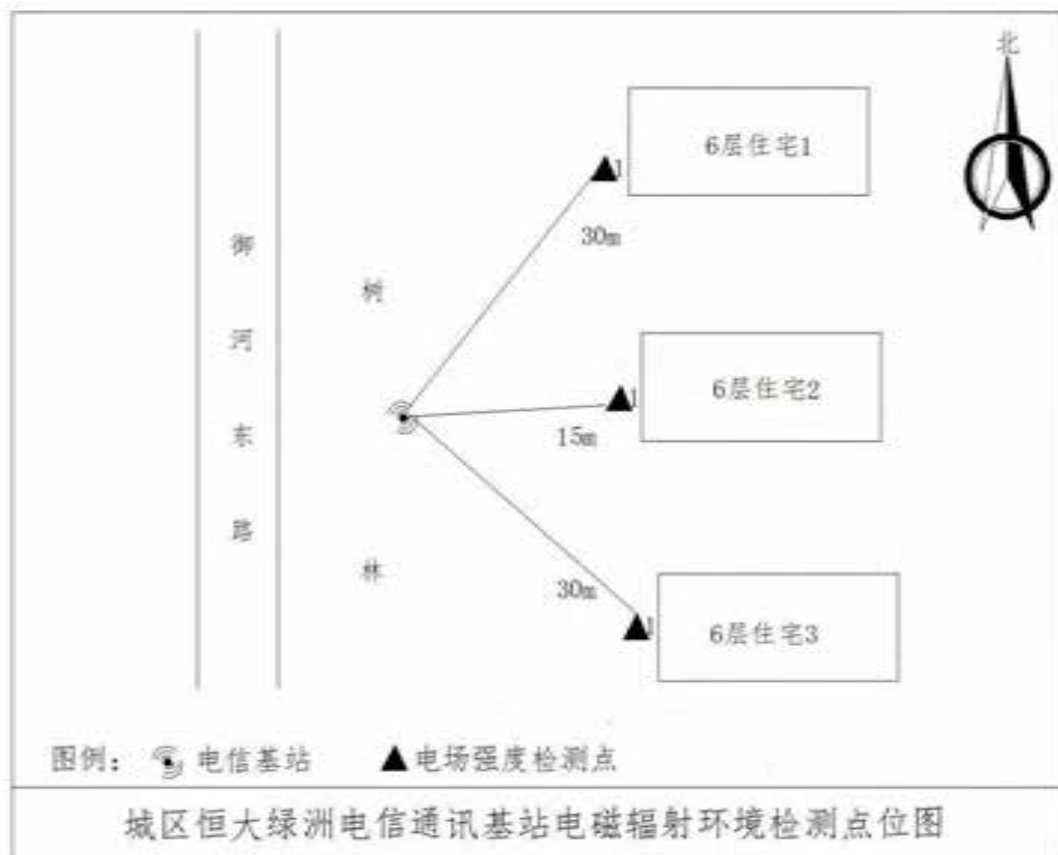 北
6层住宅1
1
30m
御河东路
树林
6层住宅2
1
15m
30m
6层住宅3
1
图例: 电信基站 电场强度检测点
城区恒大绿洲电信通讯基站电磁辐射环境检测点位图